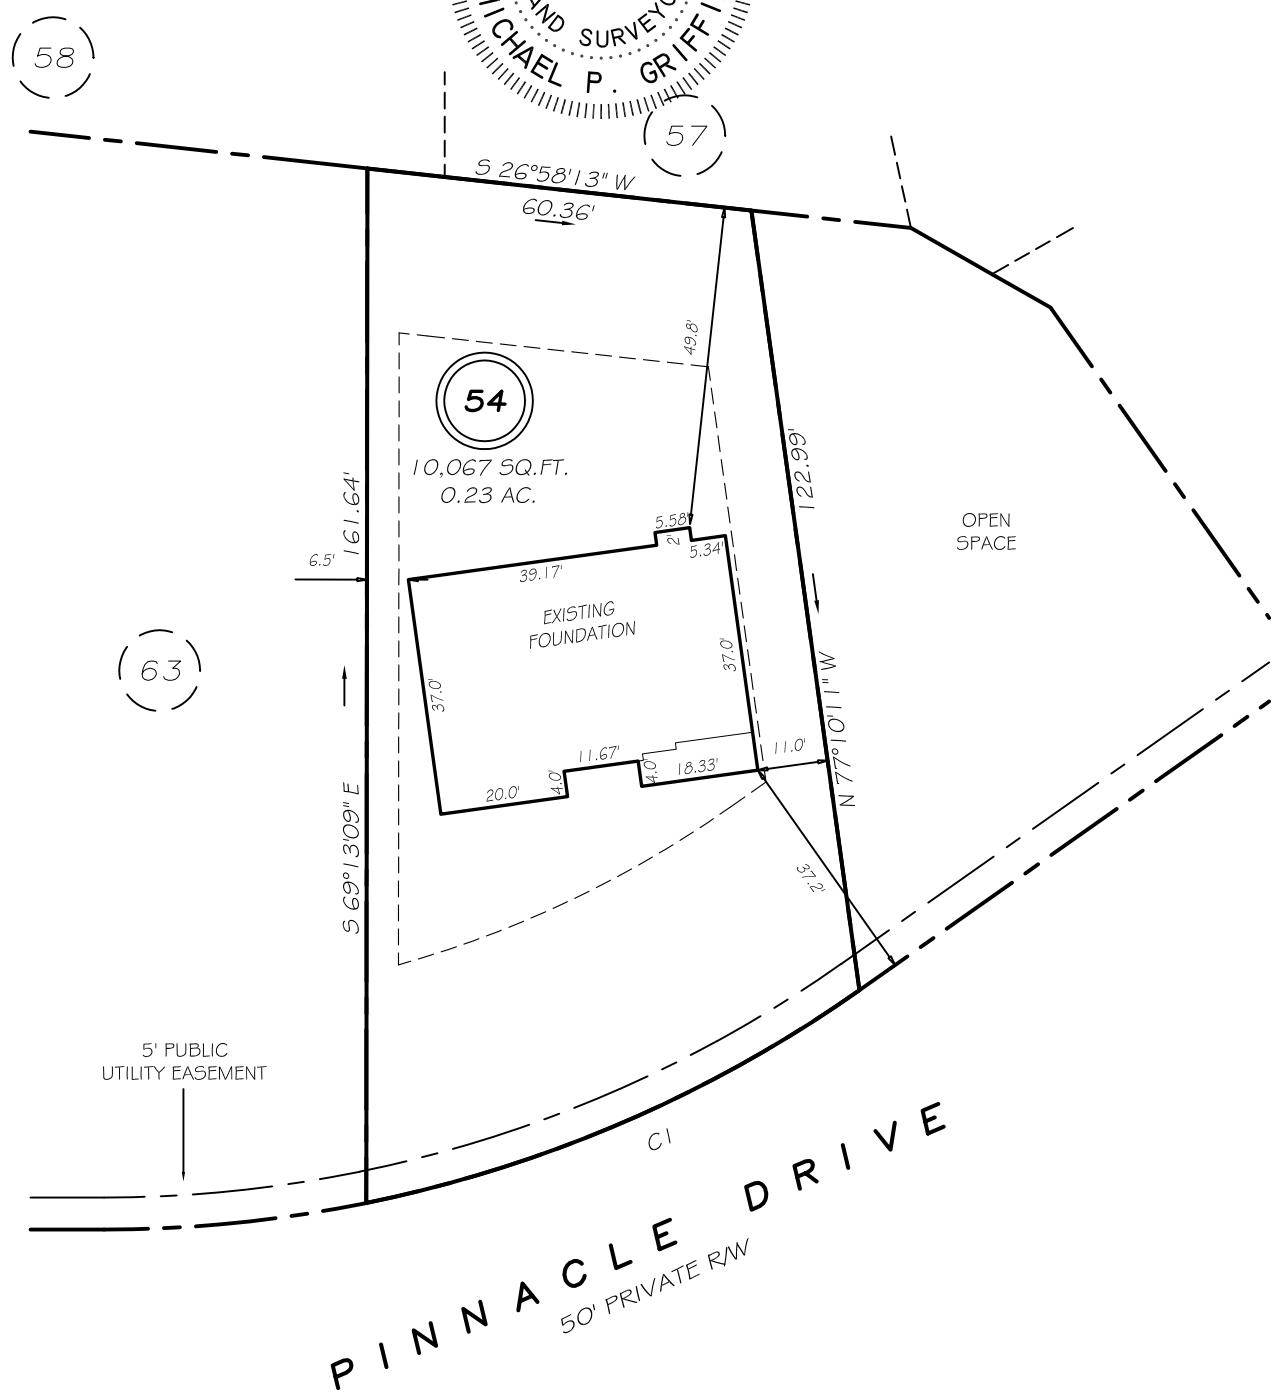 LAND SURVEYO
MICHAEL P. GRIFFI
58
57
S 26°58'13" W
60.36'
49.8'
54
10,067 SQ.FT.
0.23 AC.
161.64'
122.99'
OPEN
SPACE
5.58'
2'
5.34'
6.5'
39.17'
EXISTING
FOUNDATION
37.0'
37.0'
63
N 77°10'11" W
11.67'
4.0'
4.0'
18.33'
11.0'
20.0'
S 69°13'09" E
37.2'
5' PUBLIC
UTILITY EASEMENT
C1
PINNACLE DRIVE
50' PRIVATE R/W